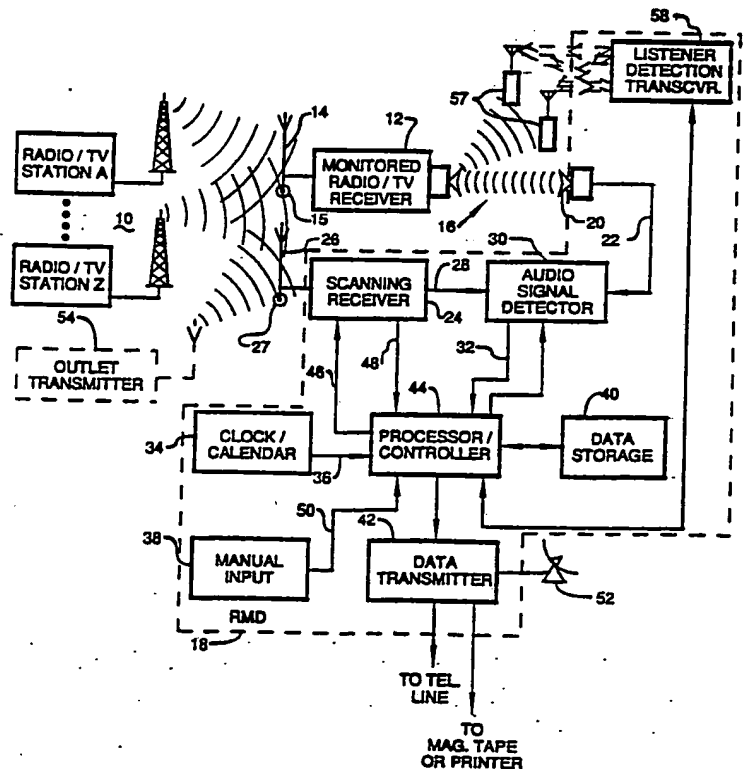 58
LISTENER
DETECTION
TRANSCVR.
57
14
12
RADIO / TV
STATION A
MONITORED
RADIO / TV
RECEIVER
15
16
20
10
26
22
30
RADIO / TV
STATION Z
SCANNING
RECEIVER
28
AUDIO
SIGNAL
DETECTOR
24
54
OUTLET
TRANSMITTER
27
32
46
48
44
40
34
CLOCK /
CALENDAR
36
PROCESSOR /
CONTROLLER
DATA
STORAGE
50
42
38
MANUAL
INPUT
DATA
TRANSMITTER
52
RMD
18
TO TEL.
LINE
TO
MAG. TAPE
OR PRINTER